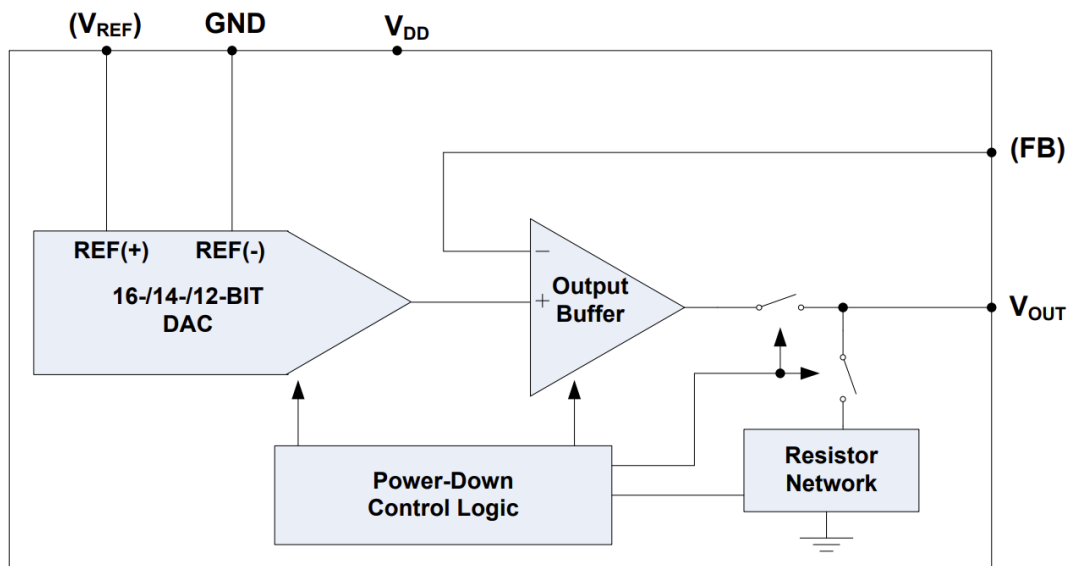 (VREF)
GND
VDD
(FB)
REF(+)
REF(-)
16-/14-/12-BIT
DAC
−
+
Output
Buffer
VOUT
Power-Down
Control Logic
Resistor
Network